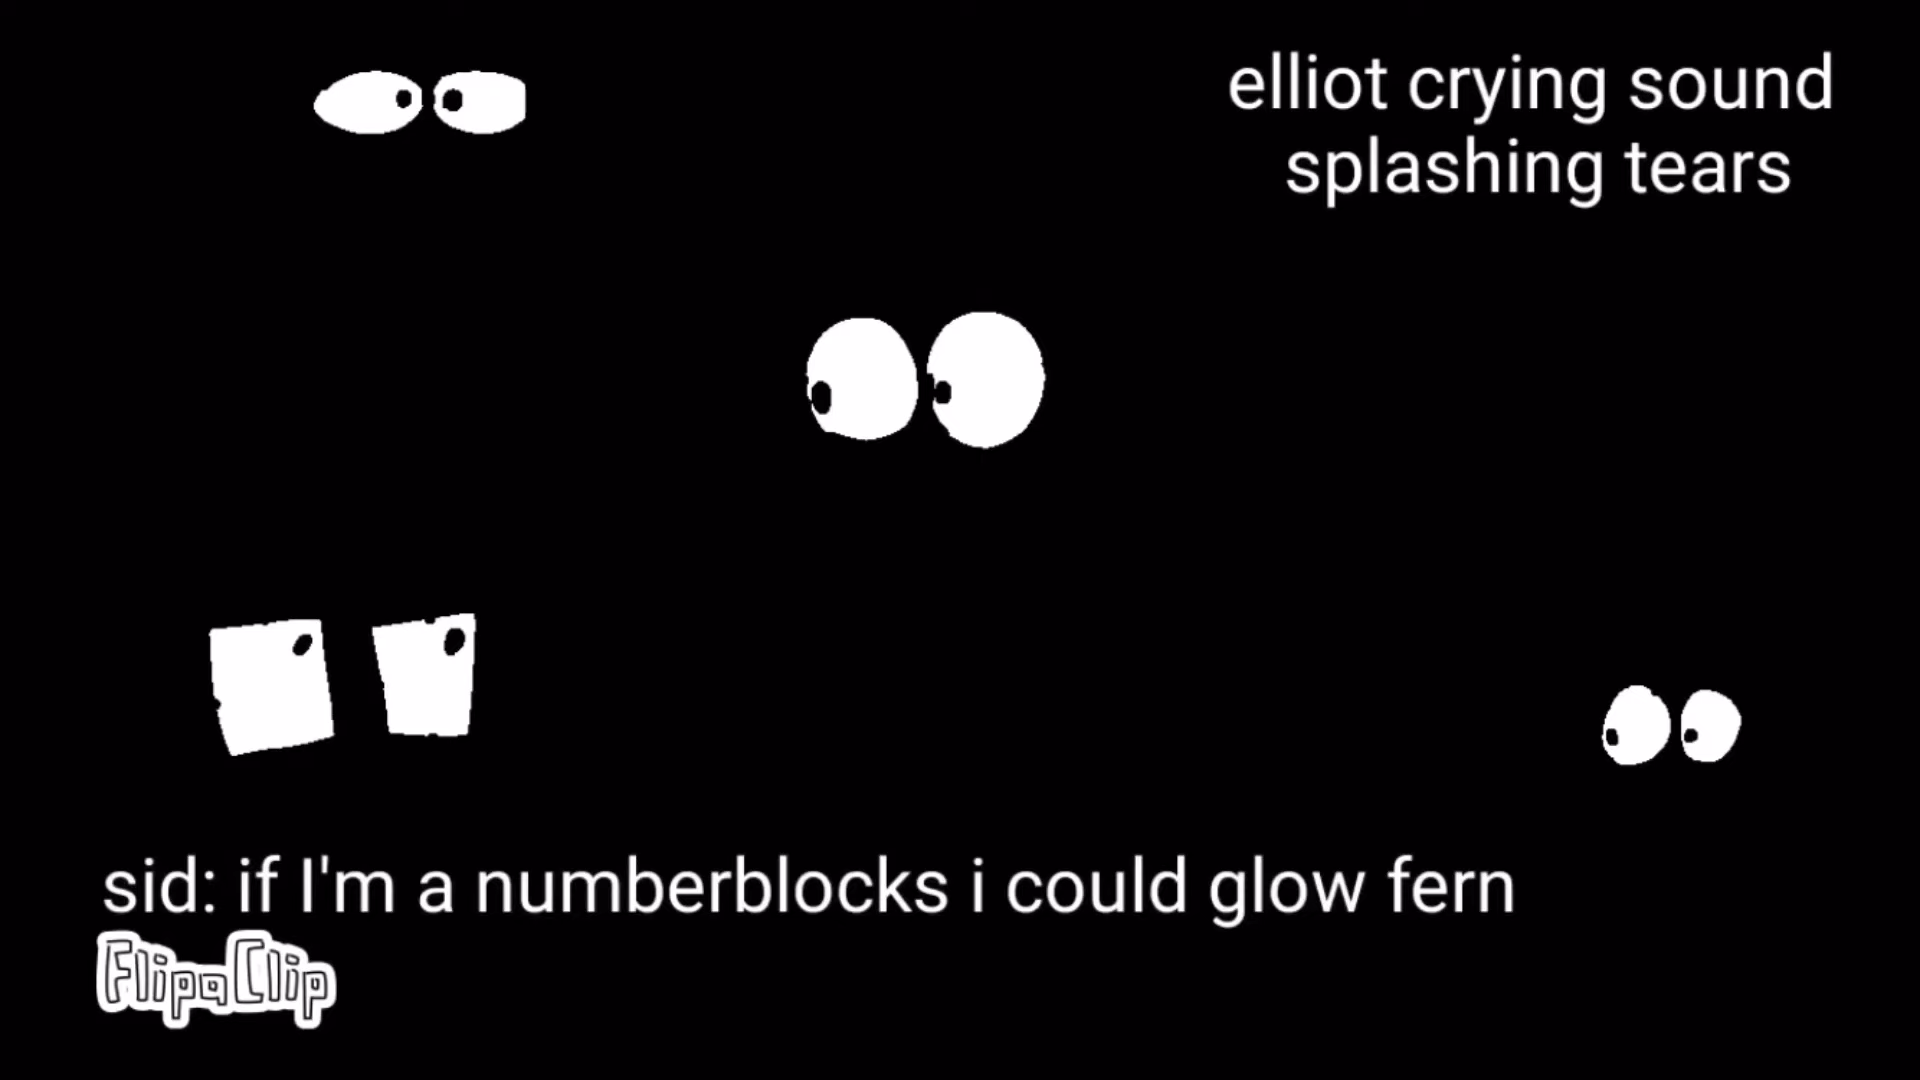 elliot crying sound
splashing tears
sid: if I'm a numberblocks i could glow fern
FlipaClip